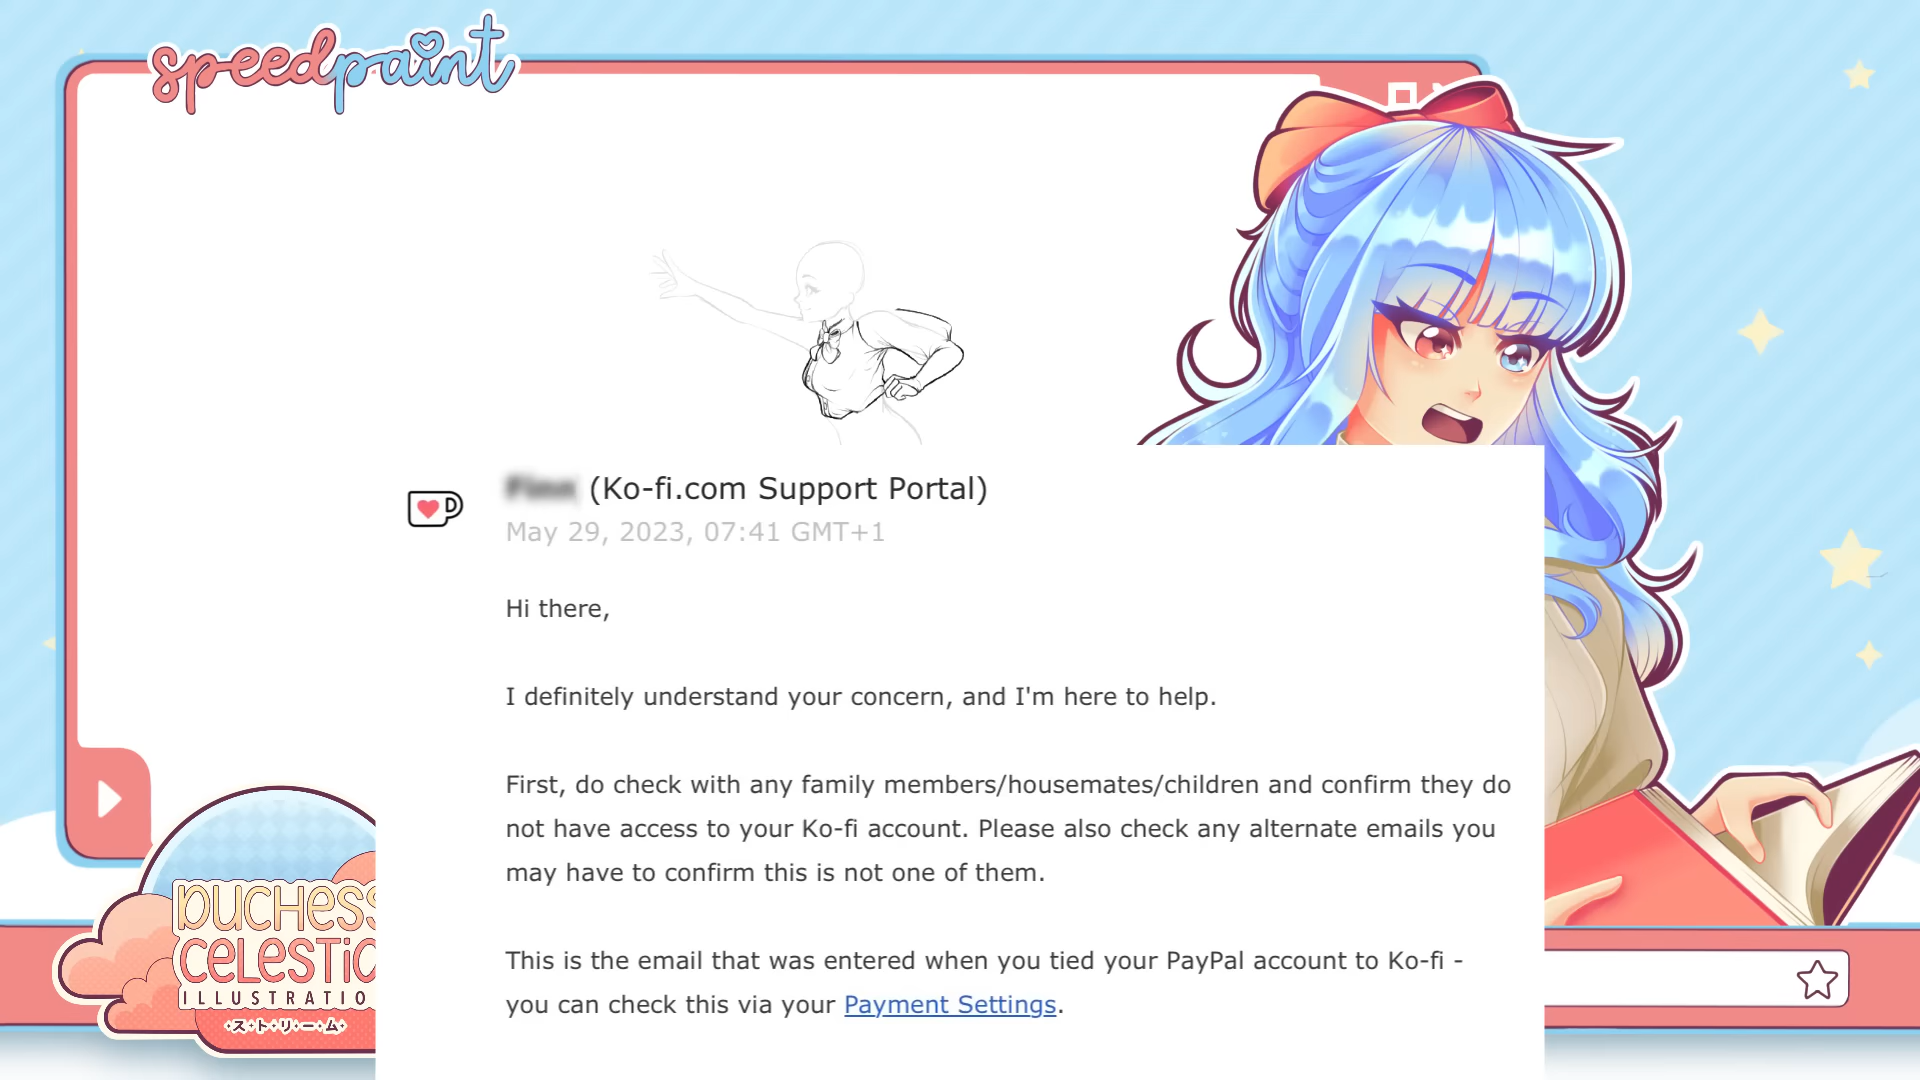 speedpaint
(Ko-fi.com Support Portal)
May 29, 2023, 07:41 GMT+1
Hi there,
I definitely understand your concern, and I'm here to help.
First, do check with any family members/housemates/children and confirm they do
not have access to your Ko-fi account. Please also check any alternate emails you
may have to confirm this is not one of them.
This is the email that was entered when you tied your PayPal account to Ko-fi -
you can check this via your Payment Settings.
DUCHESS
CELESTIC
ILLUSTRATIO
・ス・ト・リ・ー・ム・